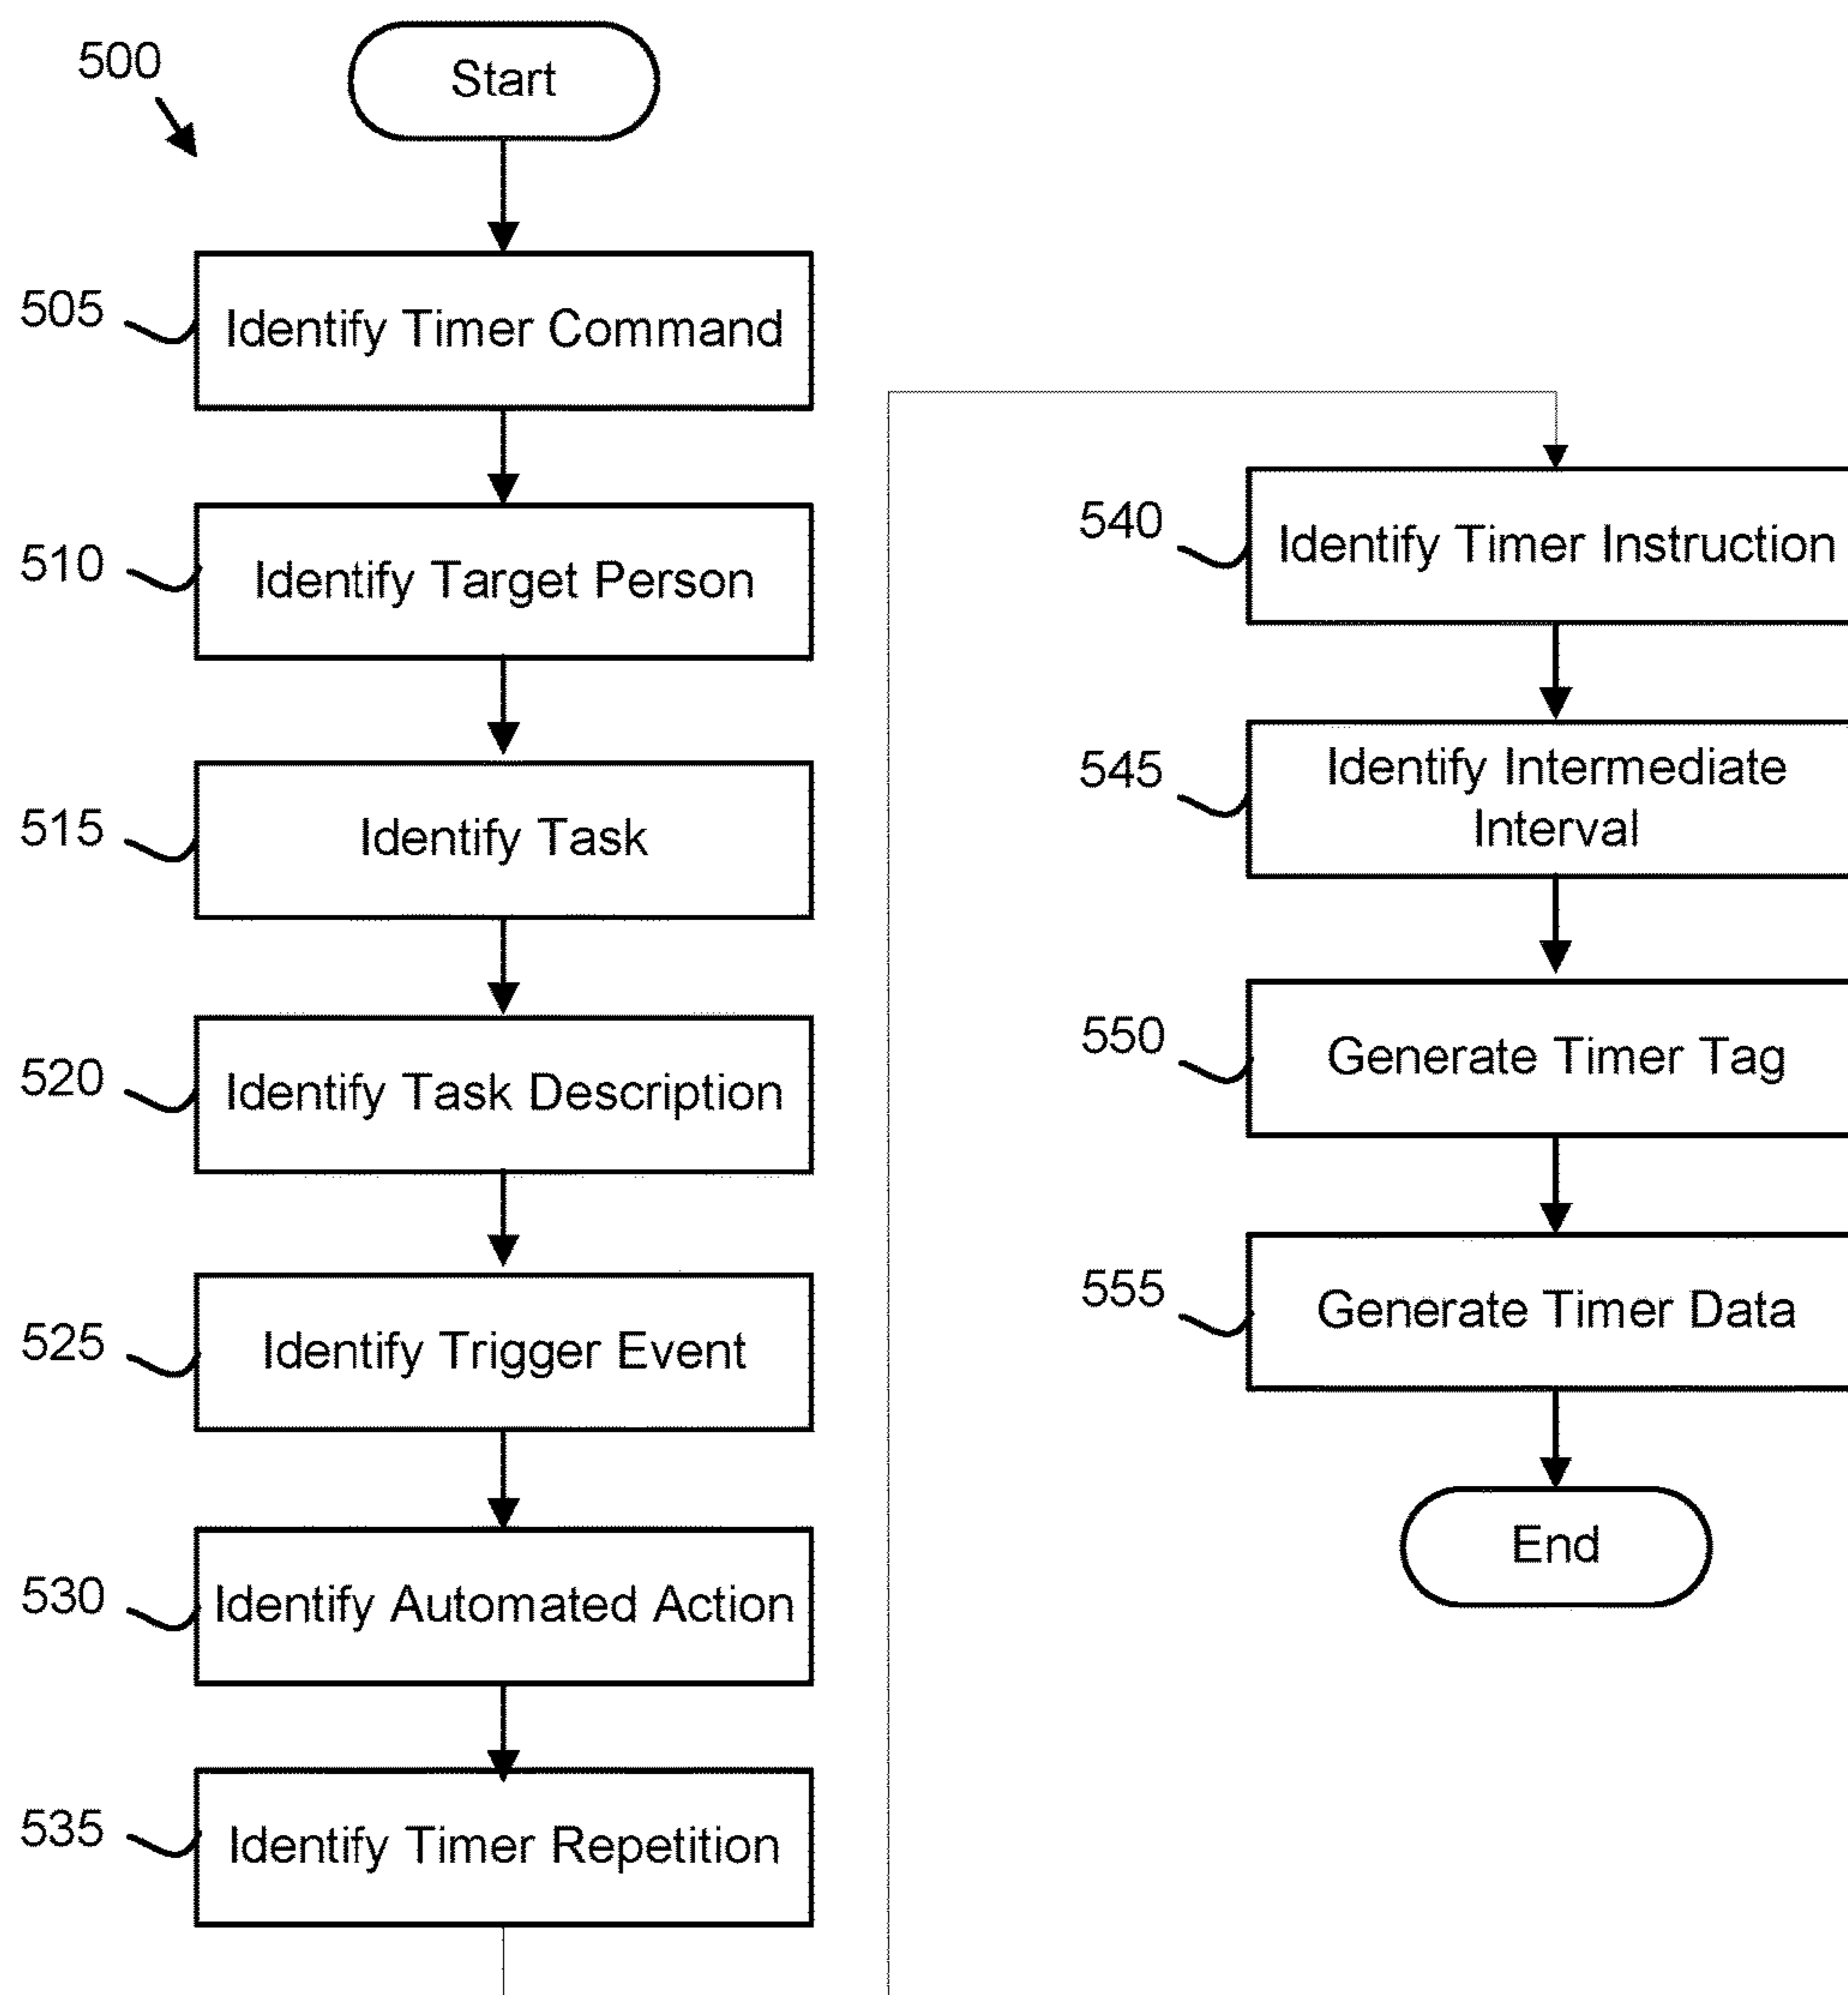 500
Start
505
Identify Timer Command
510
Identify Target Person
515
Identify Task
520
Identify Task Description
525
Identify Trigger Event
530
Identify Automated Action
535
Identify Timer Repetition
540
Identify Timer Instruction
545
Identify Intermediate
Interval
550
Generate Timer Tag
555
Generate Timer Data
End